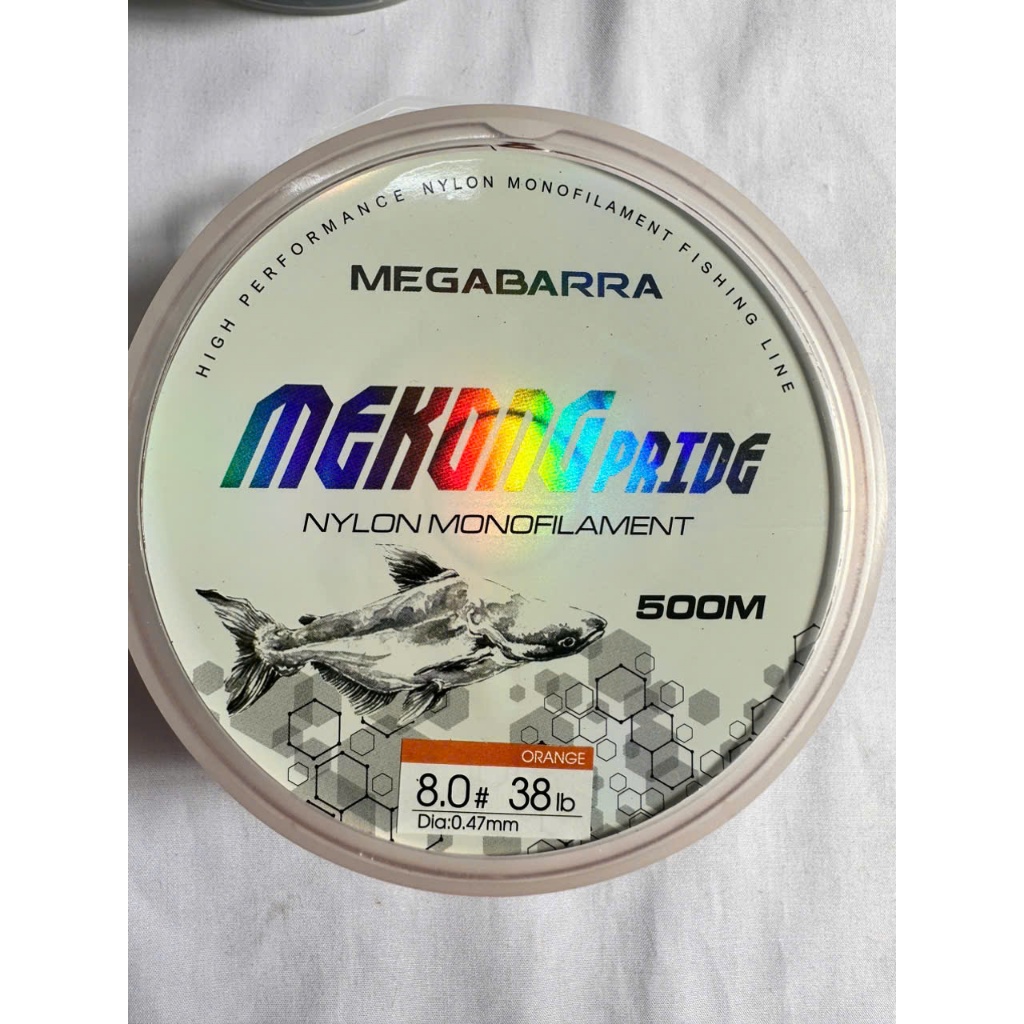 HIGH PERFORMANCE NYLON MONOFILAMENT FISHING LINE
MEGABARRA
MEKONG PRIDE
NYLON MONOFILAMENT
500M
ORANGE
8.0# 38lb
Dia:0.47mm